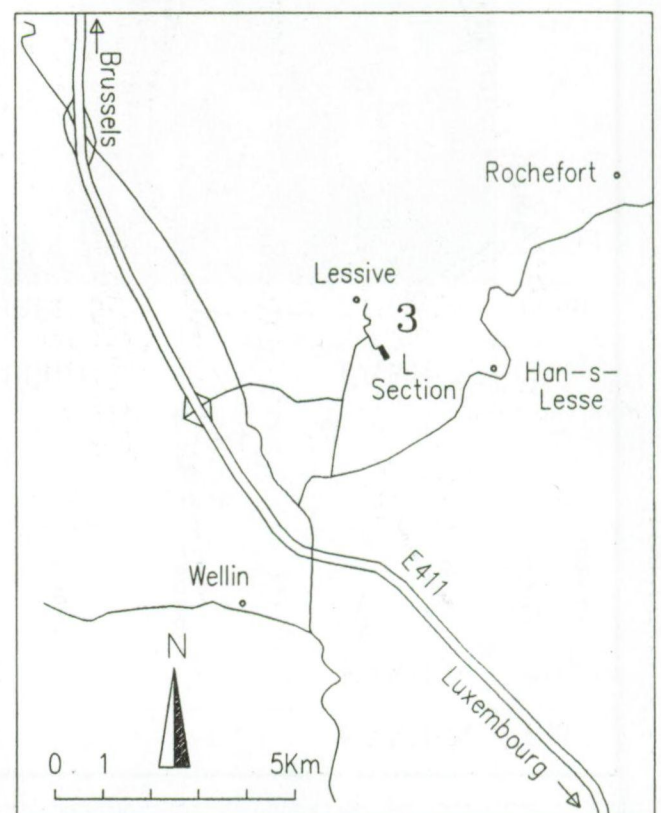 Brussels
Rochefort
Lessive
3
L
Section
Han-s-
Lesse
E411
Wellin
N
Luxembourg
0 1 5Km